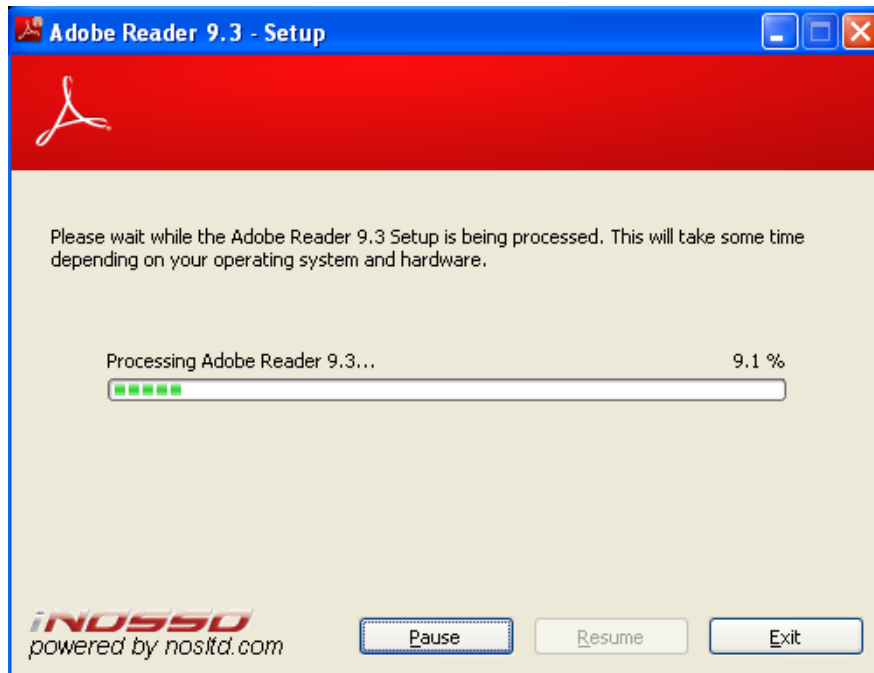 Adobe Reader 9.3 - Setup
Please wait while the Adobe Reader 9.3 Setup is being processed. This will take some time
depending on your operating system and hardware.
Processing Adobe Reader 9.3... 9.1 %
iNOSSO
powered by nosltd.com
Pause Resume Exit